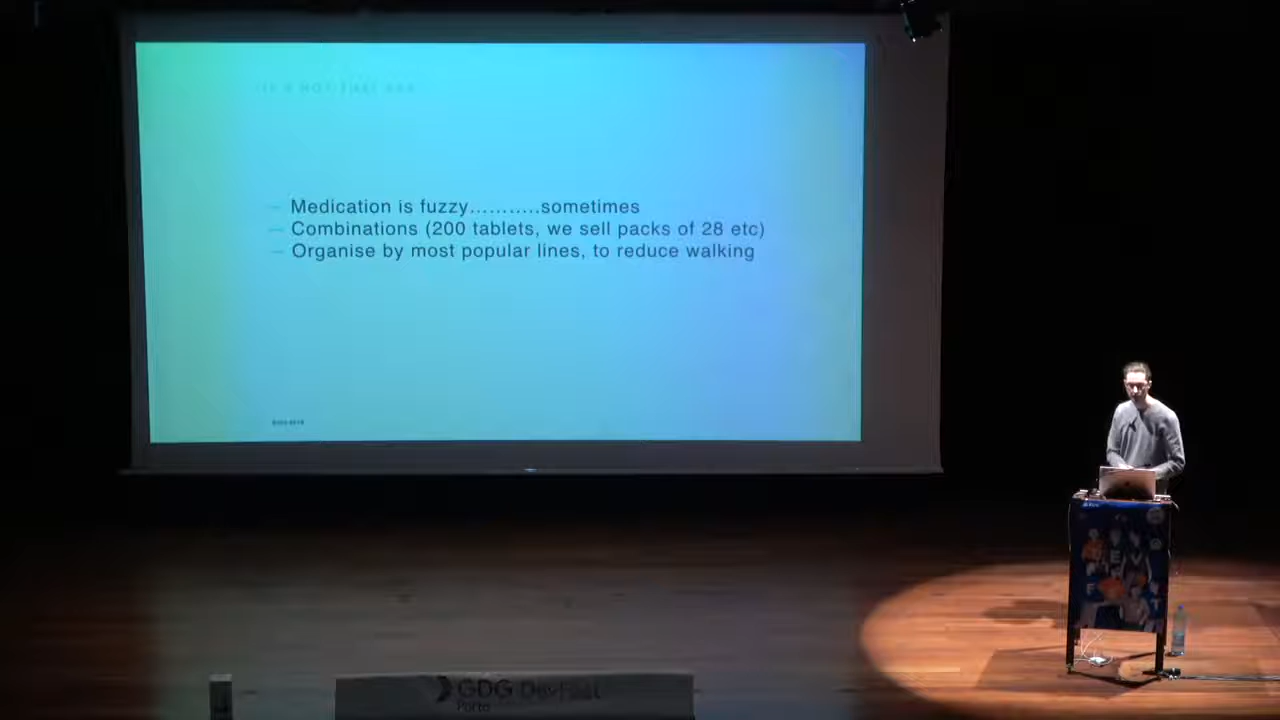 Medication is fuzzy...........sometimes
Combinations (200 tablets, we sell packs of 28 etc)
Organise by most popular lines, to reduce walking
GDG DevFest
Porto